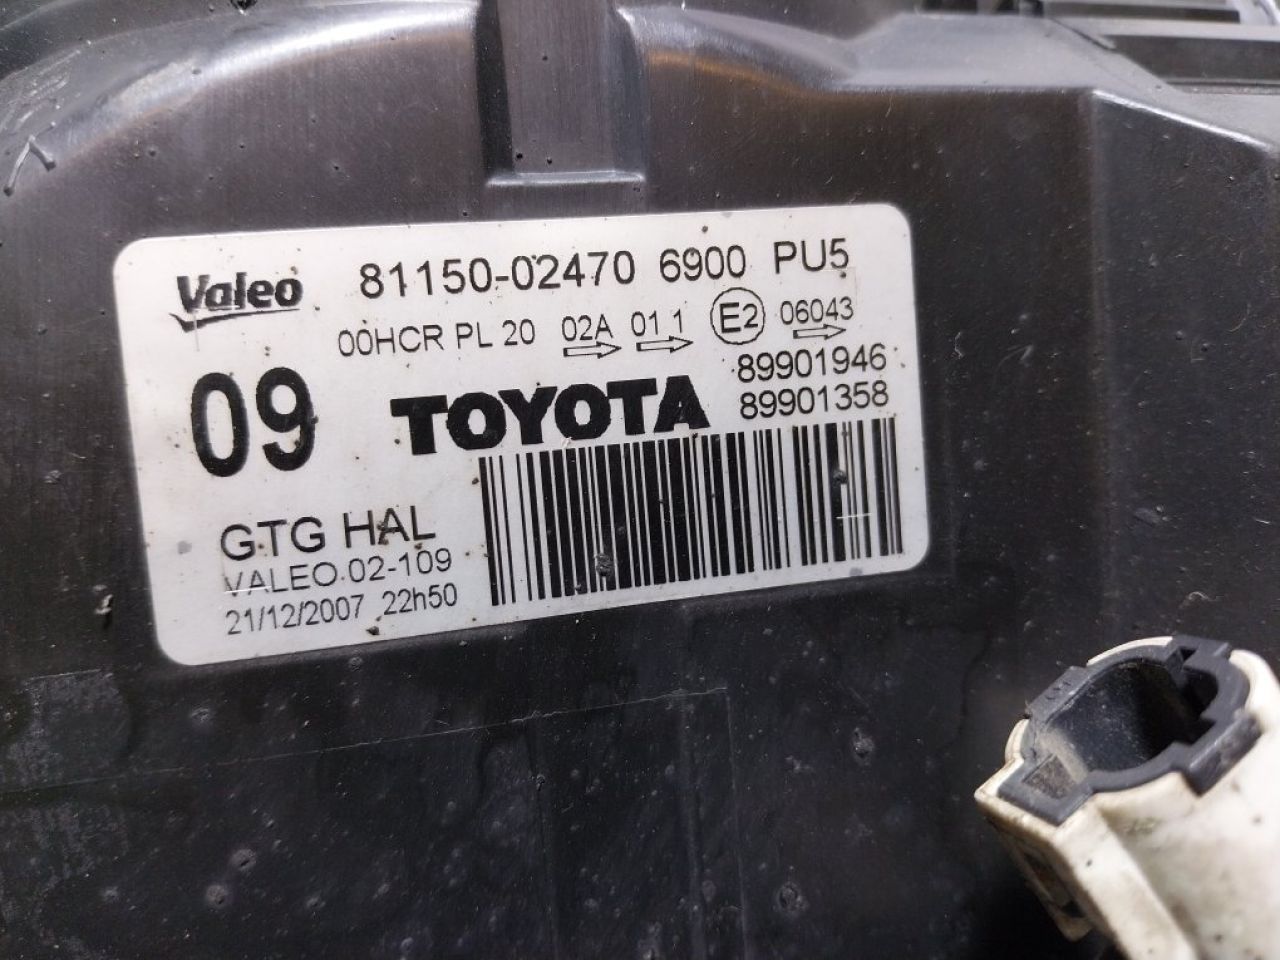 Valeo 81150-02470 6900 PU5
00HCR PL 20 02A 01 1 E2 06043
89901946
09 TOYOTA 89901358
GTG HAL
VALEO.02-109
21/12/2007 22h50